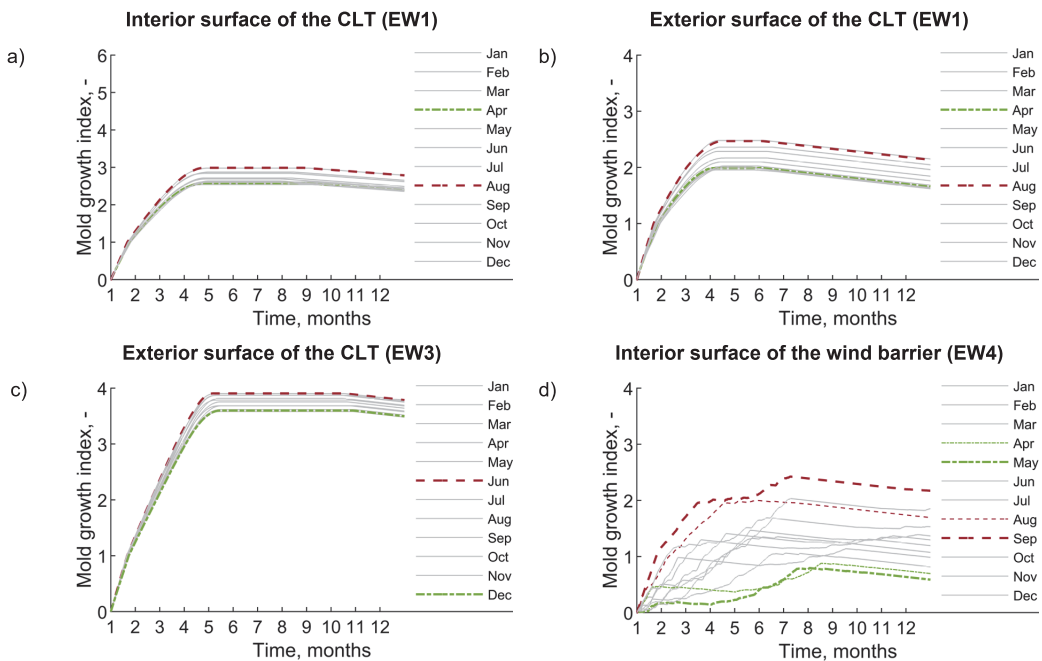 Interior surface of the CLT (EW1)
a)
Mold growth index, -
6
5
4
3
2
1
0
1 2 3 4 5 6 7 8 9 10 11 12
Time, months
Jan
Feb
Mar
Apr
May
Jun
Jul
Aug
Sep
Oct
Nov
Dec
Exterior surface of the CLT (EW1)
b)
Mold growth index, -
4
3
2
1
0
1 2 3 4 5 6 7 8 9 10 11 12
Time, months
Jan
Feb
Mar
Apr
May
Jun
Jul
Aug
Sep
Oct
Nov
Dec
Exterior surface of the CLT (EW3)
c)
Mold growth index, -
4
3
2
1
0
1 2 3 4 5 6 7 8 9 10 11 12
Time, months
Jan
Feb
Mar
Apr
May
Jun
Jul
Aug
Sep
Oct
Nov
Dec
Interior surface of the wind barrier (EW4)
d)
Mold growth index, -
4
3
2
1
0
1 2 3 4 5 6 7 8 9 10 11 12
Time, months
Jan
Feb
Mar
Apr
May
Jun
Jul
Aug
Sep
Oct
Nov
Dec